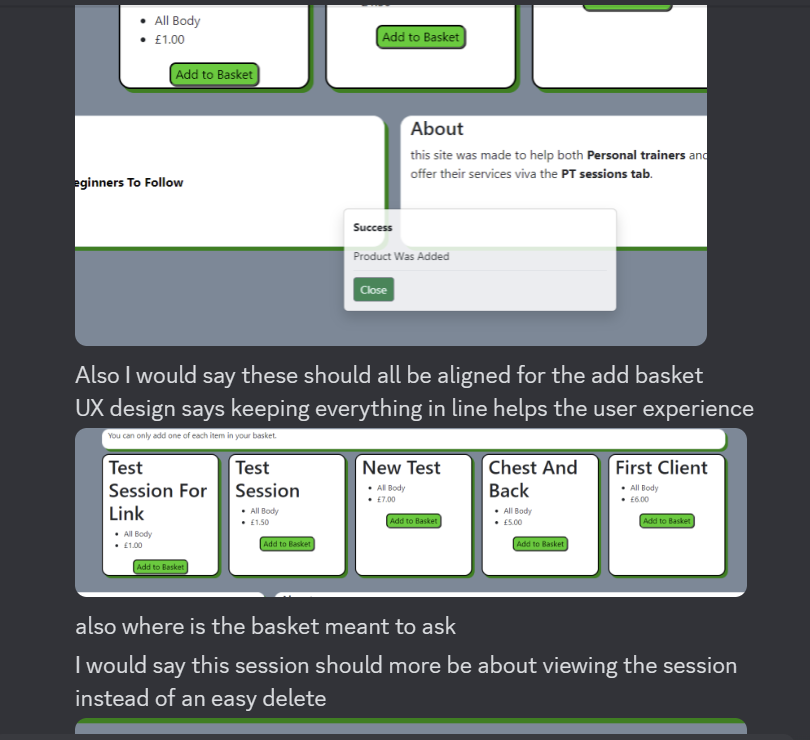 • All Body
• £1.00
Add to Basket
Add to Basket
eginners To Follow
About
this site was made to help both Personal trainers and
offer their services viva the PT sessions tab.
Success
Product Was Added
Close
Also I would say these should all be aligned for the add basket
UX design says keeping everything in line helps the user experience
You can only add one of each item in your basket.
Test
Session For
Link
• All Body
• £1.00
Add to Basket
Test
Session
• All Body
• £1.50
Add to Basket
New Test
• All Body
• £7.00
Add to Basket
Chest And
Back
• All Body
• £5.00
Add to Basket
First Client
• All Body
• £6.00
Add to Basket
also where is the basket meant to ask
I would say this session should more be about viewing the session
instead of an easy delete